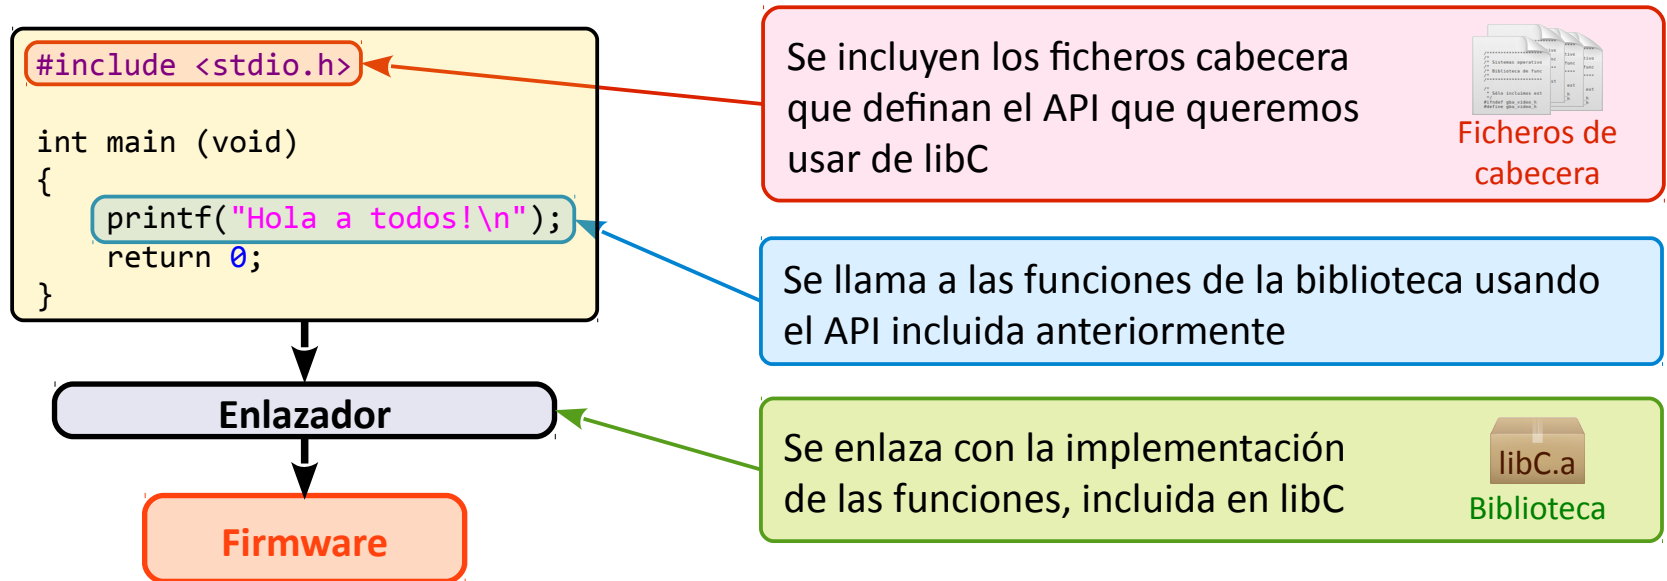 #include <stdio.h>
int main (void)
{
printf("Hola a todos!\n");
return 0;
}
Enlazador
Firmware
Se incluyen los ficheros cabecera
que definan el API que queremos
usar de libC
Ficheros de
cabecera
Se llama a las funciones de la biblioteca usando
el API incluida anteriormente
Se enlaza con la implementación
de las funciones, incluida en libC
libC.a
Biblioteca